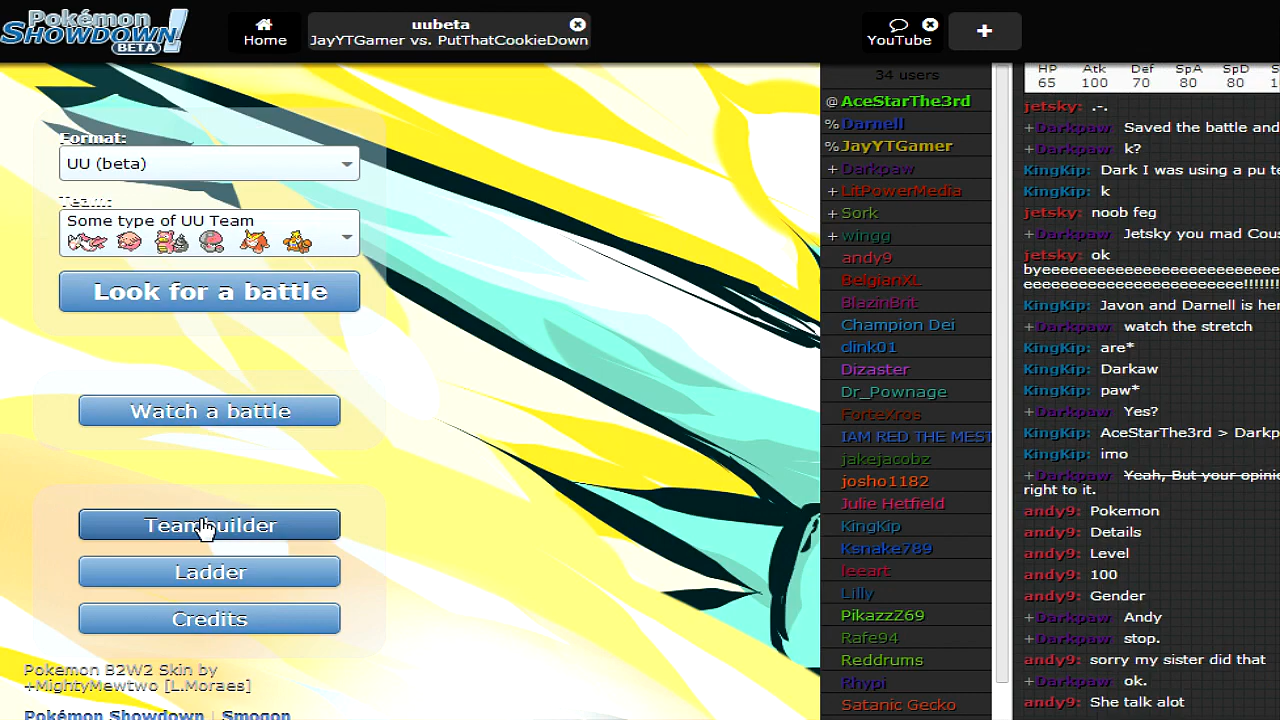 Pokémon
SHOWDOWN!
BETA
Home
uubeta
JayYTGamer vs. PutThatCookieDown
YouTube
+
Format:
UU (beta)
Team:
Some type of UU Team
Look for a battle
Watch a battle
Teambuilder
Ladder
Credits
Pokemon B2W2 Skin by
+MightyMewtwo [L.Moraes]
Pokémon Showdown | Smogon
34 users
@AceStarThe3rd
%Darnell
%JayYTGamer
+Darkpaw
+LitPowerMedia
+Sork
+wingg
andy9
BelgianXL
BlazinBrit
Champion Dei
clink01
Dizaster
Dr_Pownage
ForteXros
IAM RED THE MEST
jakejacobz
josho1182
Julie Hetfield
KingKip
Ksnake789
leeart
Lilly
PikazzZ69
Rafe94
Reddrums
Rhypi
Satanic Gecko
HP Atk Def SpA SpD S
65 100 70 80 80 1
jetsky: .-.
+Darkpaw: Saved the battle and
+Darkpaw: k?
KingKip: Dark I was using a pu te
KingKip: k
jetsky: noob feg
+Darkpaw: Jetsky you mad Cous
jetsky: ok
byeeeeeeeeeeeeeeeeeeeeeeeeee
eeeeeeeeeeeeeeeeeeeeee!!!!!!!
KingKip: Javon and Darnell is her
+Darkpaw: watch the stretch
KingKip: are*
KingKip: Darkaw
KingKip: paw*
+Darkpaw: Yes?
KingKip: AceStarThe3rd > Darkp
KingKip: imo
+Darkpaw: Yeah, But your opini
right to it.
andy9: Pokemon
andy9: Details
andy9: Level
andy9: 100
andy9: Gender
+Darkpaw: Andy
+Darkpaw: stop.
andy9: sorry my sister did that
+Darkpaw: ok.
andy9: She talk alot